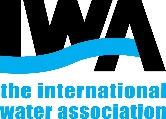 IWA
the international
water association